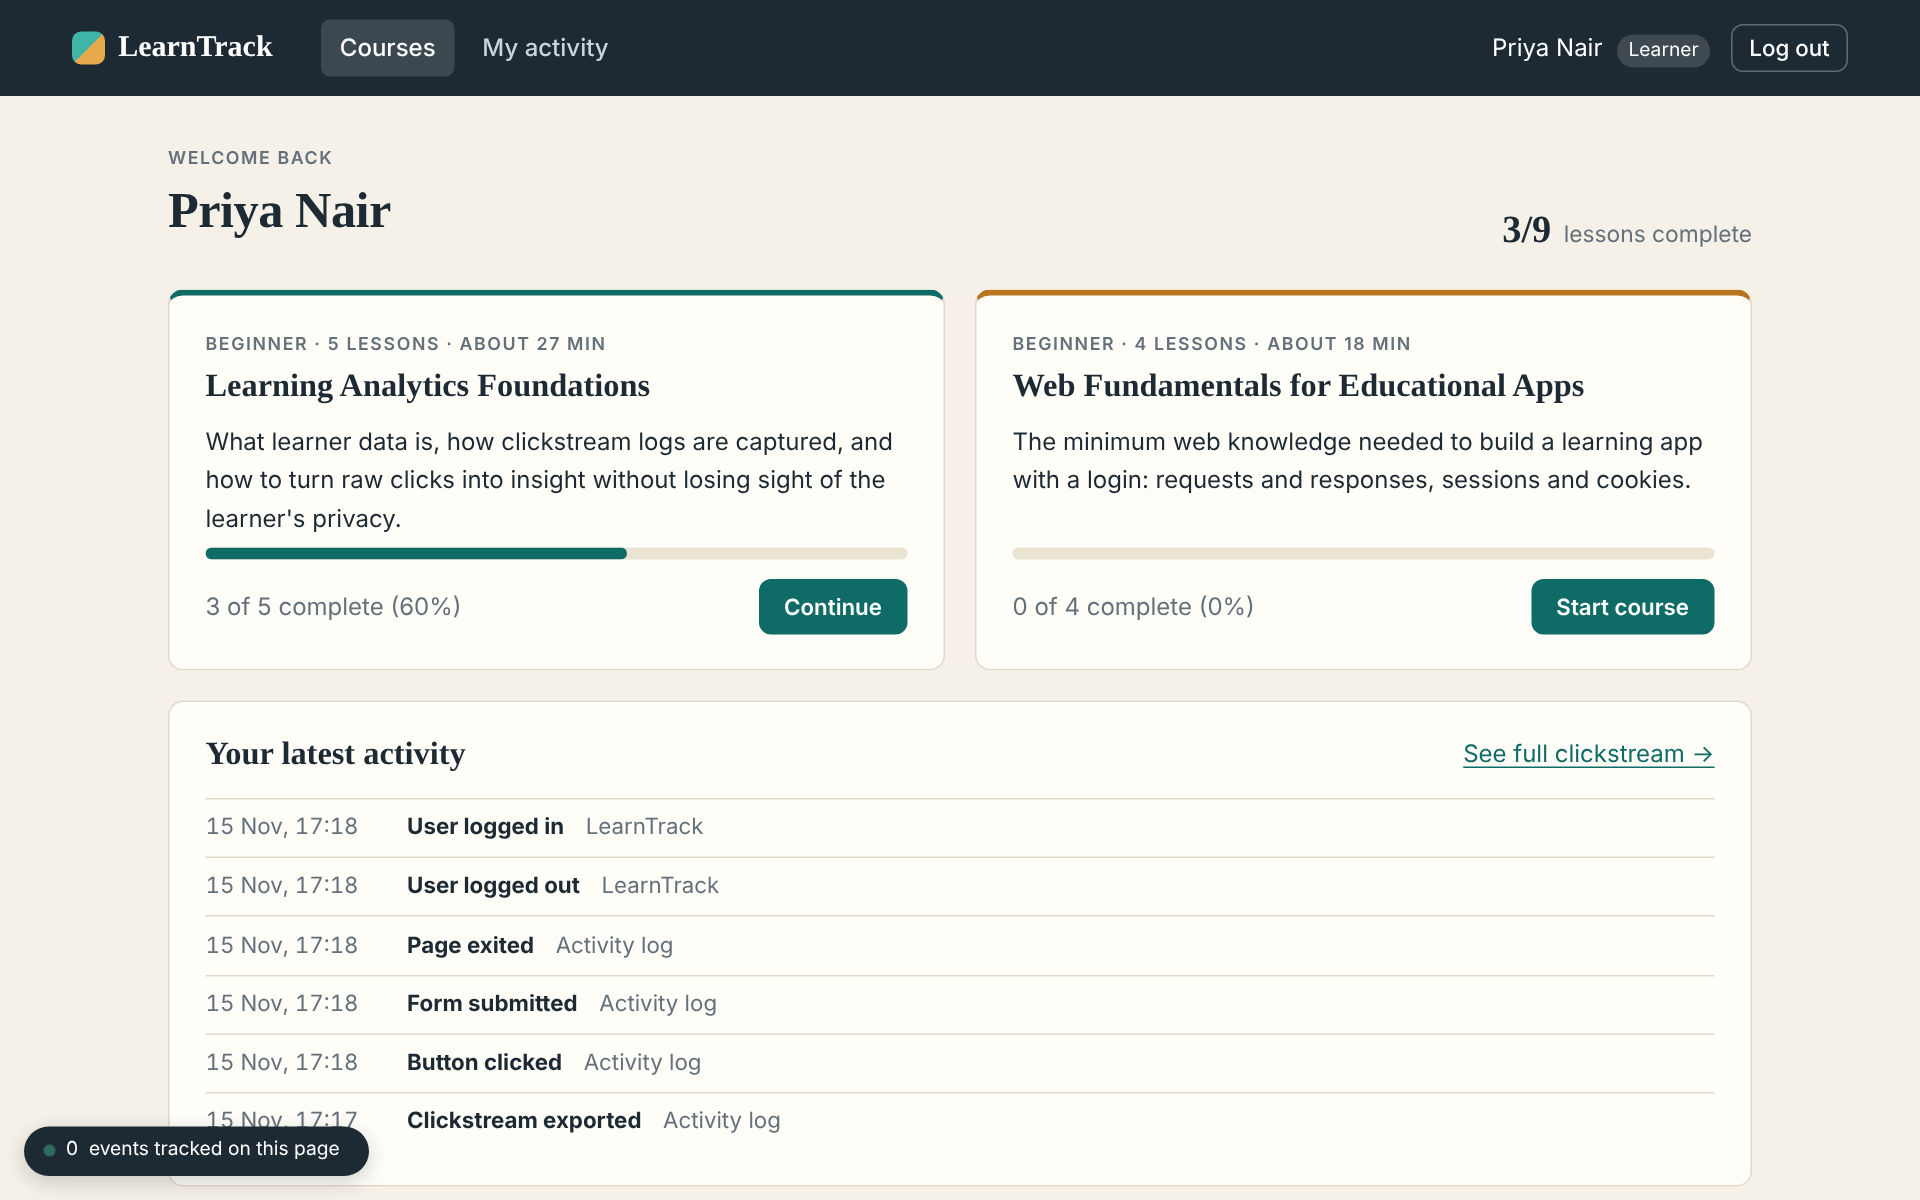 LearnTrack
Courses
My activity
Priya Nair
Learner
Log out
WELCOME BACK
Priya Nair
3/9 lessons complete
BEGINNER · 5 LESSONS · ABOUT 27 MIN
Learning Analytics Foundations
What learner data is, how clickstream logs are captured, and
how to turn raw clicks into insight without losing sight of the
learner's privacy.
3 of 5 complete (60%)
Continue
BEGINNER · 4 LESSONS · ABOUT 18 MIN
Web Fundamentals for Educational Apps
The minimum web knowledge needed to build a learning app
with a login: requests and responses, sessions and cookies.
0 of 4 complete (0%)
Start course
Your latest activity
See full clickstream →
15 Nov, 17:18 User logged in LearnTrack
15 Nov, 17:18 User logged out LearnTrack
15 Nov, 17:18 Page exited Activity log
15 Nov, 17:18 Form submitted Activity log
15 Nov, 17:18 Button clicked Activity log
15 Nov, 17:17 Clickstream exported Activity log
0 events tracked on this page